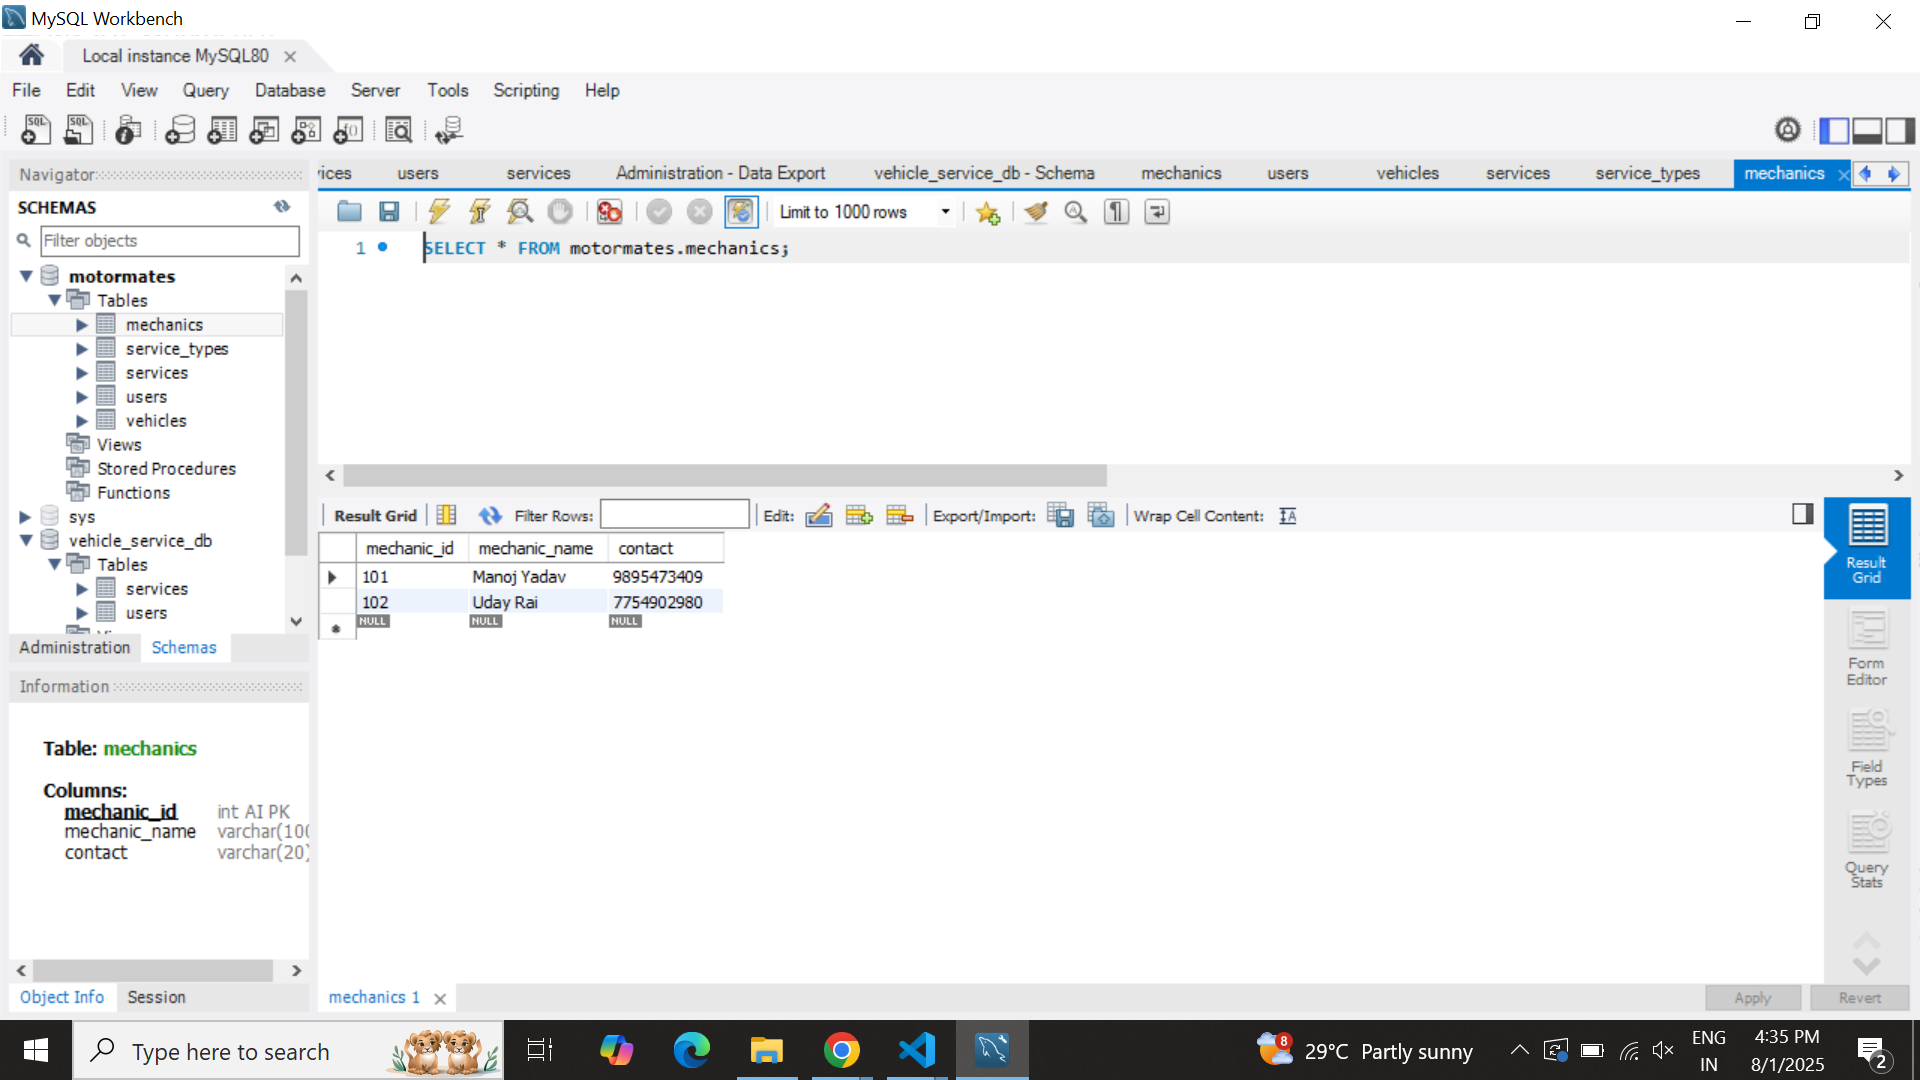 MySQL Workbench
Local instance MySQL80
File Edit View Query Database Server Tools Scripting Help
SQL SQL
Navigator
SCHEMAS
Filter objects
motormates
Tables
mechanics
service_types
services
users
vehicles
Views
Stored Procedures
Functions
sys
vehicle_service_db
Tables
services
users
Administration Schemas
Information
Table: mechanics
Columns:
mechanic_id int AI PK
mechanic_name varchar(100
contact varchar(20)
Object Info Session
ices users services Administration - Data Export vehicle_service_db - Schema mechanics users vehicles services service_types mechanics
Limit to 1000 rows
1 SELECT * FROM motormates.mechanics;
Result Grid Filter Rows: Edit: Export/Import: Wrap Cell Content:
mechanic_id mechanic_name contact
101 Manoj Yadav 9895473409
102 Uday Rai 7754902980
NULL NULL NULL
Result
Grid
Form
Editor
Field
Types
Query
Stats
mechanics 1
Apply Revert
Type here to search
8
29°C Partly sunny
ENG
IN
4:35 PM
8/1/2025
2